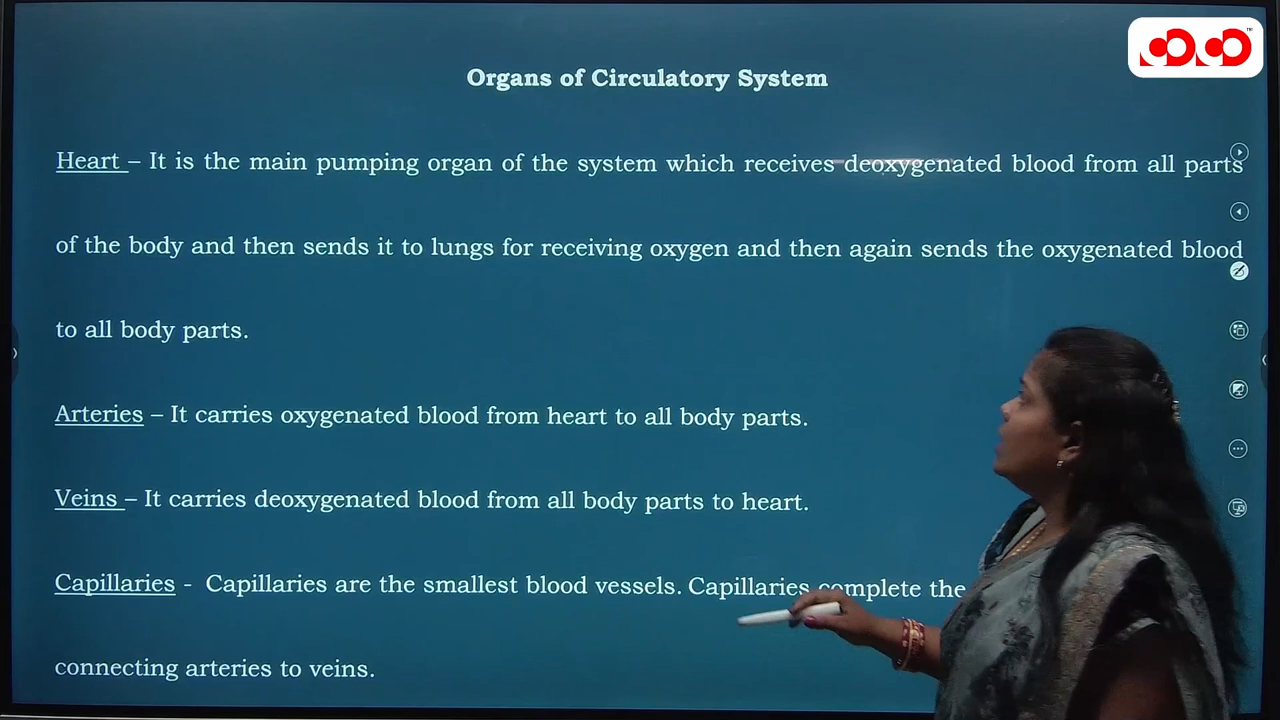 Organs of Circulatory System
Heart – It is the main pumping organ of the system which receives deoxygenated blood from all parts
of the body and then sends it to lungs for receiving oxygen and then again sends the oxygenated blood
to all body parts.
Arteries – It carries oxygenated blood from heart to all body parts.
Veins – It carries deoxygenated blood from all body parts to heart.
Capillaries - Capillaries are the smallest blood vessels. Capillaries complete the
connecting arteries to veins.